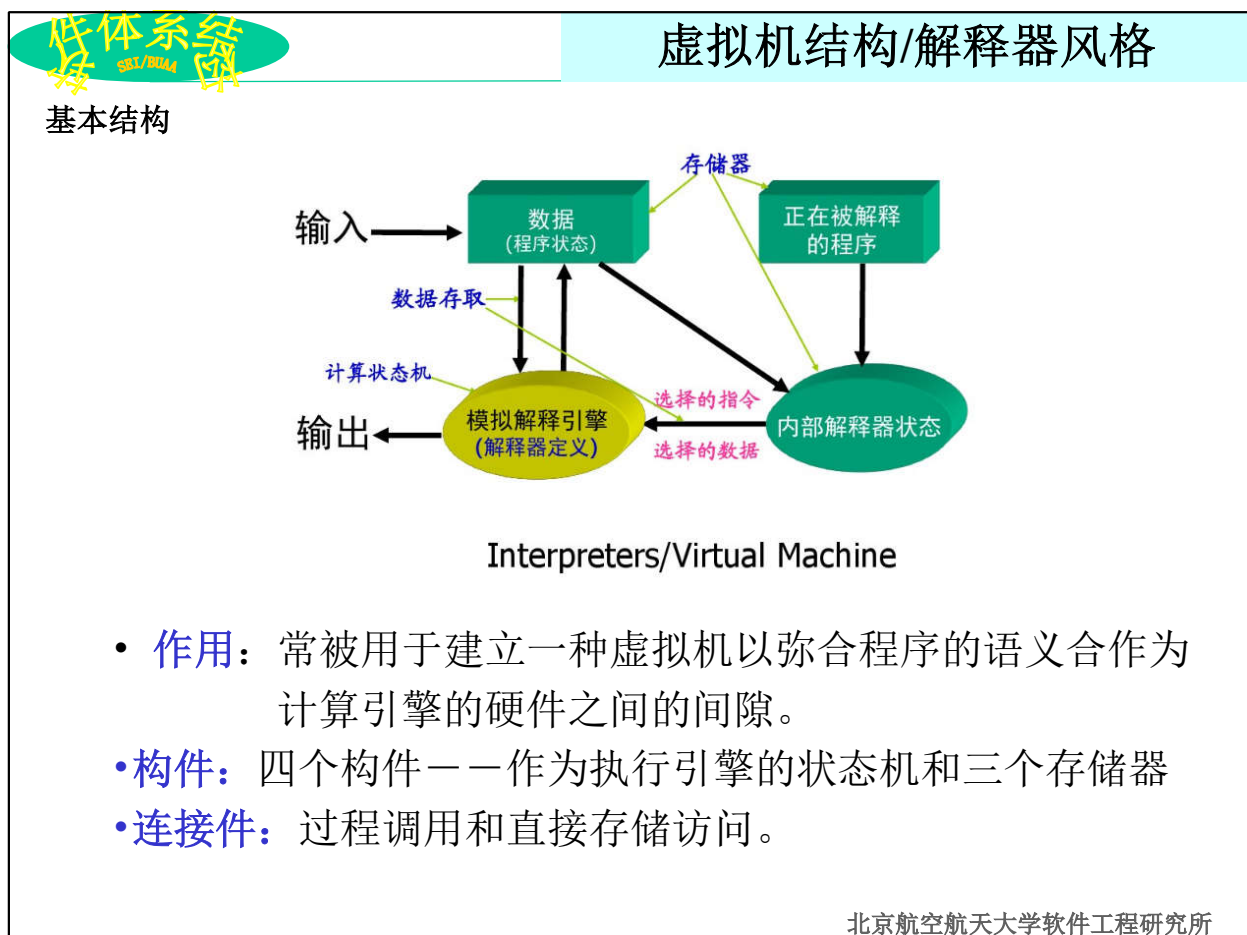 软件体系结构
SEI/BUAA
虚拟机结构/解释器风格
基本结构
存储器
输入
数据
(程序状态)
正在被解释
的程序
数据存取
计算状态机
选择的指令
输出
模拟解释引擎
(解释器定义)
内部解释器状态
选择的数据
Interpreters/Virtual Machine
• 作用：常被用于建立一种虚拟机以弥合程序的语义合作为
计算引擎的硬件之间的间隙。
•构件：四个构件－－作为执行引擎的状态机和三个存储器
•连接件：过程调用和直接存储访问。
北京航空航天大学软件工程研究所